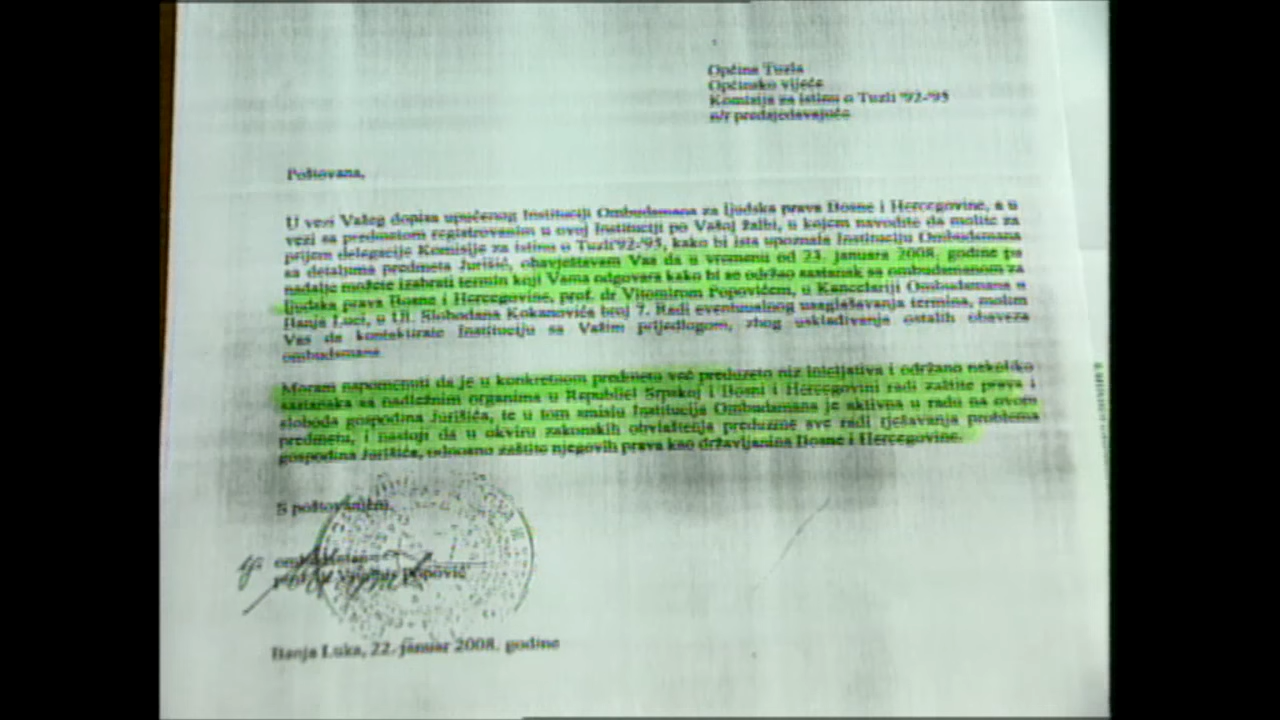 Općina Tuzla
Općinsko vijeće
Komisija za istinu o Tuzli '92-'95
n/r predsjedavajuće
Poštovana,
U vezi Vašeg dopisa upućenog Instituciji Ombudsmana za ljudska prava Bosne i Hercegovine, a u
vezi sa predmetom registrovanim u ovoj Instituciji po Vašoj žalbi, u kojem navodite da molite za
prijem delegacije Komisije za istinu o Tuzli'92-'95, kako bi ista upoznala Instituciju Ombudsmana
sa detaljima predmeta Jurišić, obavještavam Vas da u vremenu od 23. januara 2008. godine pa
nadalje možete izabrati termin koji Vama odgovara kako bi se održao sastanak sa ombudsmanom za
ljudska prava Bosne i Hercegovine, prof. dr Vitomirom Popovićem, u Kancelariji Ombudsmana u
Banja Luci, u Ul. Slobodana Kokanovića broj 7. Radi eventualnog usaglašavanja termina, molim
Vas da kontaktirate Instituciju sa Vašim prijedlogom, zbog usklađivanja ostalih obaveza
ombudsmana
Moram napomenuti da je u konkretnom predmetu već preduzeto niz inicijativa i održano nekoliko
sastanaka sa nadležnim organima u Republici Srpskoj i Bosni i Hercegovini radi zaštite prava i
sloboda gospodina Jurišića, te u tom smislu Institucija Ombudsmana je aktivna u radu na ovom
predmetu, i nastoji da u okviru zakonskih ovlaštenja preduzme sve radi rješavanja problema
gospodina Jurišića, odnosno zaštite njegovih prava kao državljanina Bosne i Hercegovine.
S poštovanjem,
ombudsman
prof. dr Popović
Banja Luka, 22. januar 2008. godine